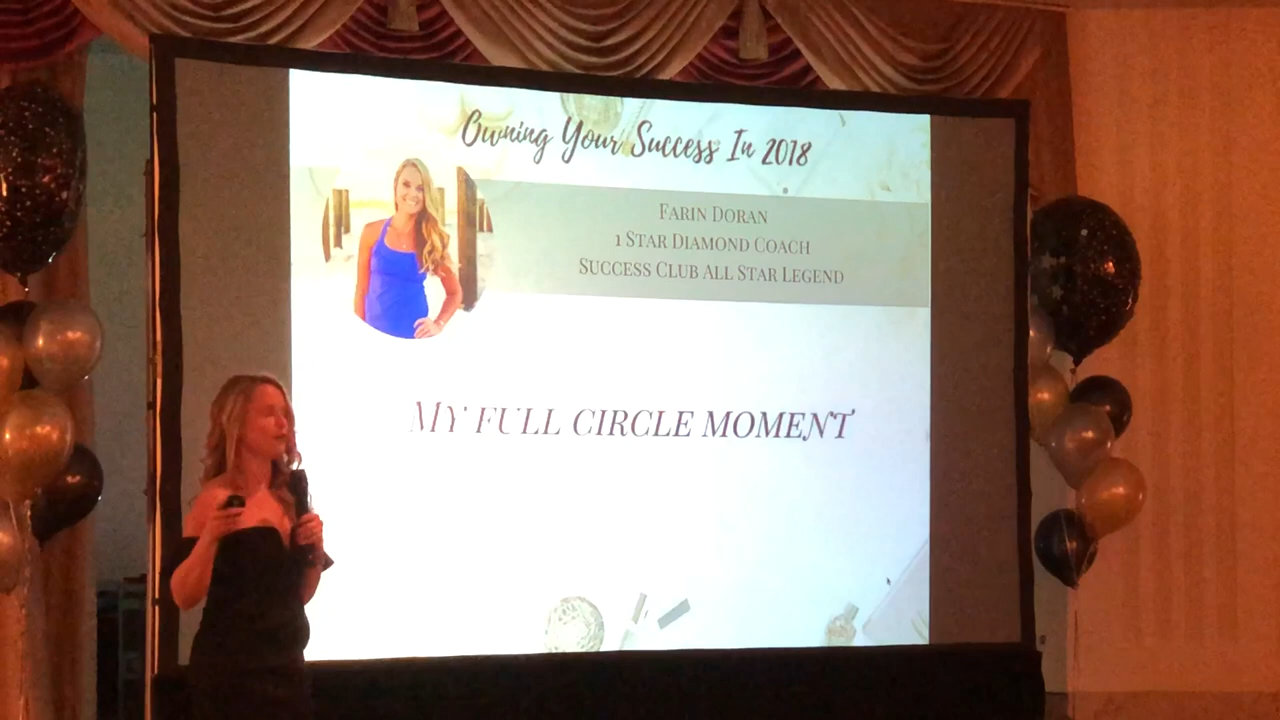 Owning Your Success In 2018
Farin Doran
1 Star Diamond Coach
Success Club All Star Legend
My full circle moment